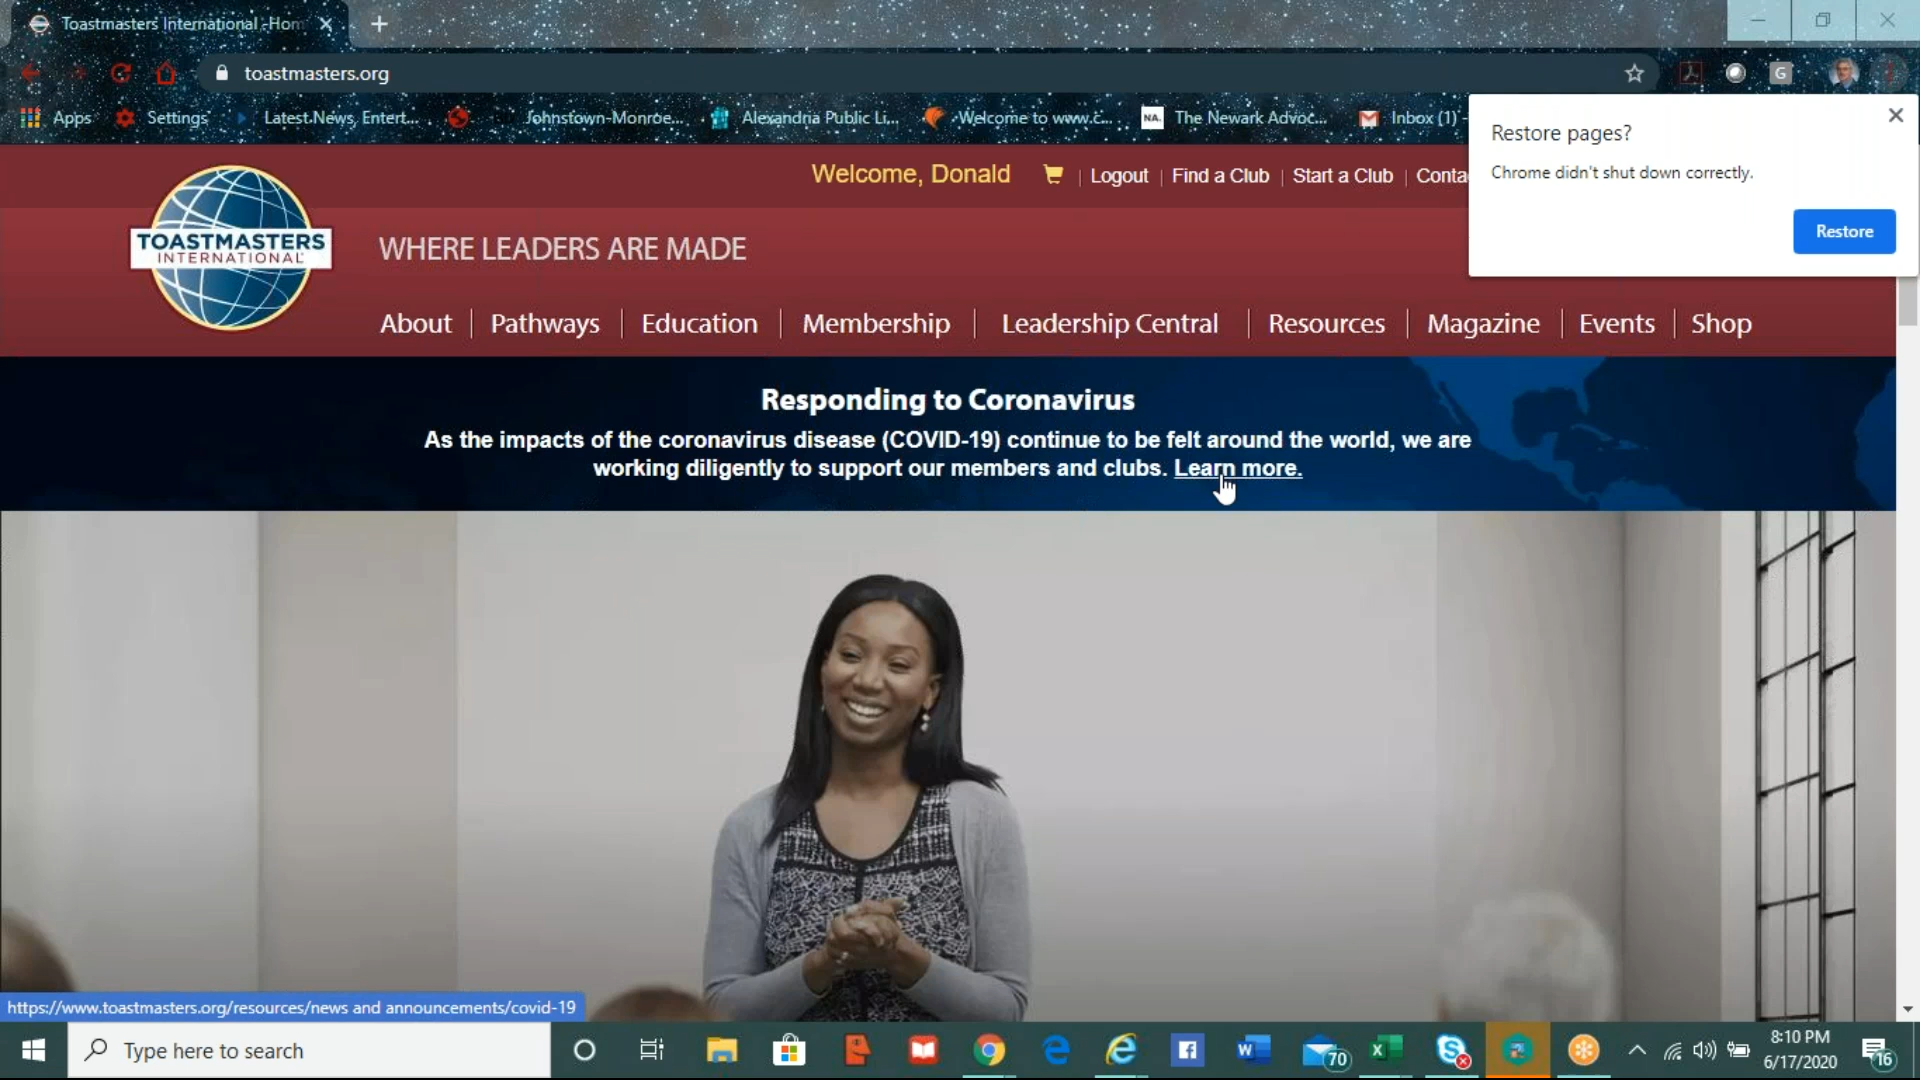 Toastmasters International -Hom
toastmasters.org
G
Apps
Settings
Latest News, Entert...
Johnstown-Monroe...
Alexandria Public Li...
Welcome to www.c...
NA.
The Newark Advoc...
Inbox (1) -
Restore pages?
Chrome didn't shut down correctly.
Restore
Welcome, Donald
Logout
Find a Club
Start a Club
Conta
TOASTMASTERS
INTERNATIONAL
WHERE LEADERS ARE MADE
About
Pathways
Education
Membership
Leadership Central
Resources
Magazine
Events
Shop
Responding to Coronavirus
As the impacts of the coronavirus disease (COVID-19) continue to be felt around the world, we are
working diligently to support our members and clubs. Learn more.
https://www.toastmasters.org/resources/news and announcements/covid-19
Type here to search
70
8:10 PM
6/17/2020
16